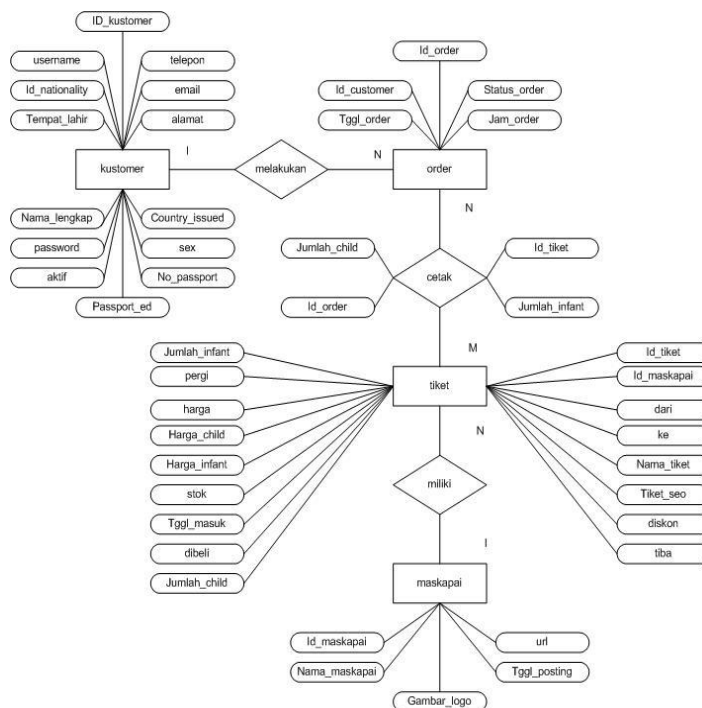 ID_kustomer
username
telepon
Id_nationality
email
Tempat_lahir
alamat
kustomer
Nama_lengkap
Country_issued
password
sex
aktif
No_passport
Passport_ed
I
melakukan
N
Id_order
Id_customer
Status_order
Tggl_order
Jam_order
order
N
Jumlah_child
Id_tiket
cetak
Id_order
Jumlah_infant
M
Jumlah_infant
Id_tiket
pergi
Id_maskapai
tiket
harga
dari
Harga_child
ke
Harga_infant
Nama_tiket
stok
Tiket_seo
Tggl_masuk
diskon
dibeli
tiba
Jumlah_child
N
miliki
I
maskapai
Id_maskapai
url
Nama_maskapai
Tggl_posting
Gambar_logo